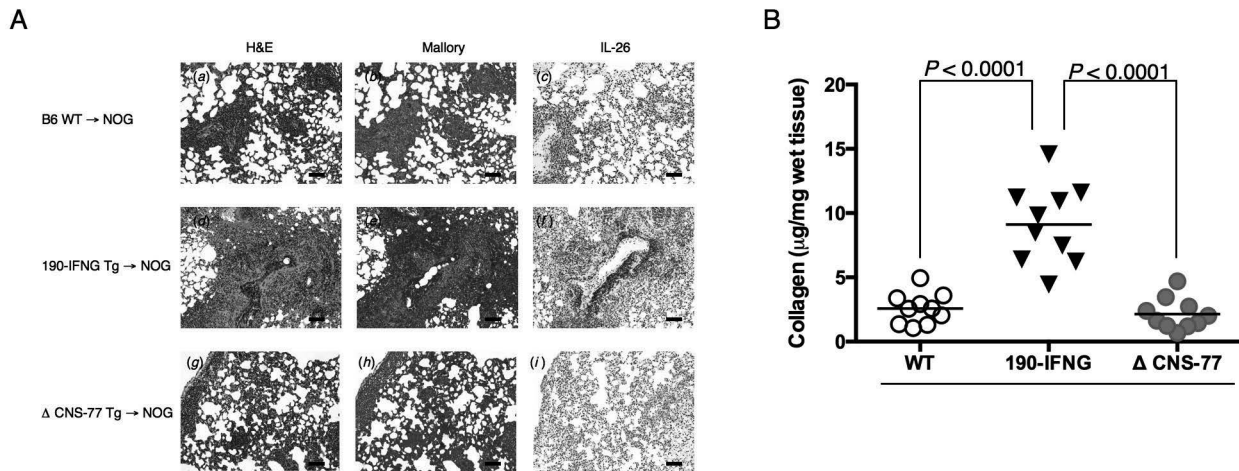 A
H&E Mallory IL-26
B6 WT → NOG
(a) (b) (c)
190-IFNG Tg → NOG
(d) (e) (f)
Δ CNS-77 Tg → NOG
(g) (h) (i)
B
P < 0.0001 P < 0.0001
Collagen (μg/mg wet tissue)
20
15
10
5
0
WT 190-IFNG Δ CNS-77